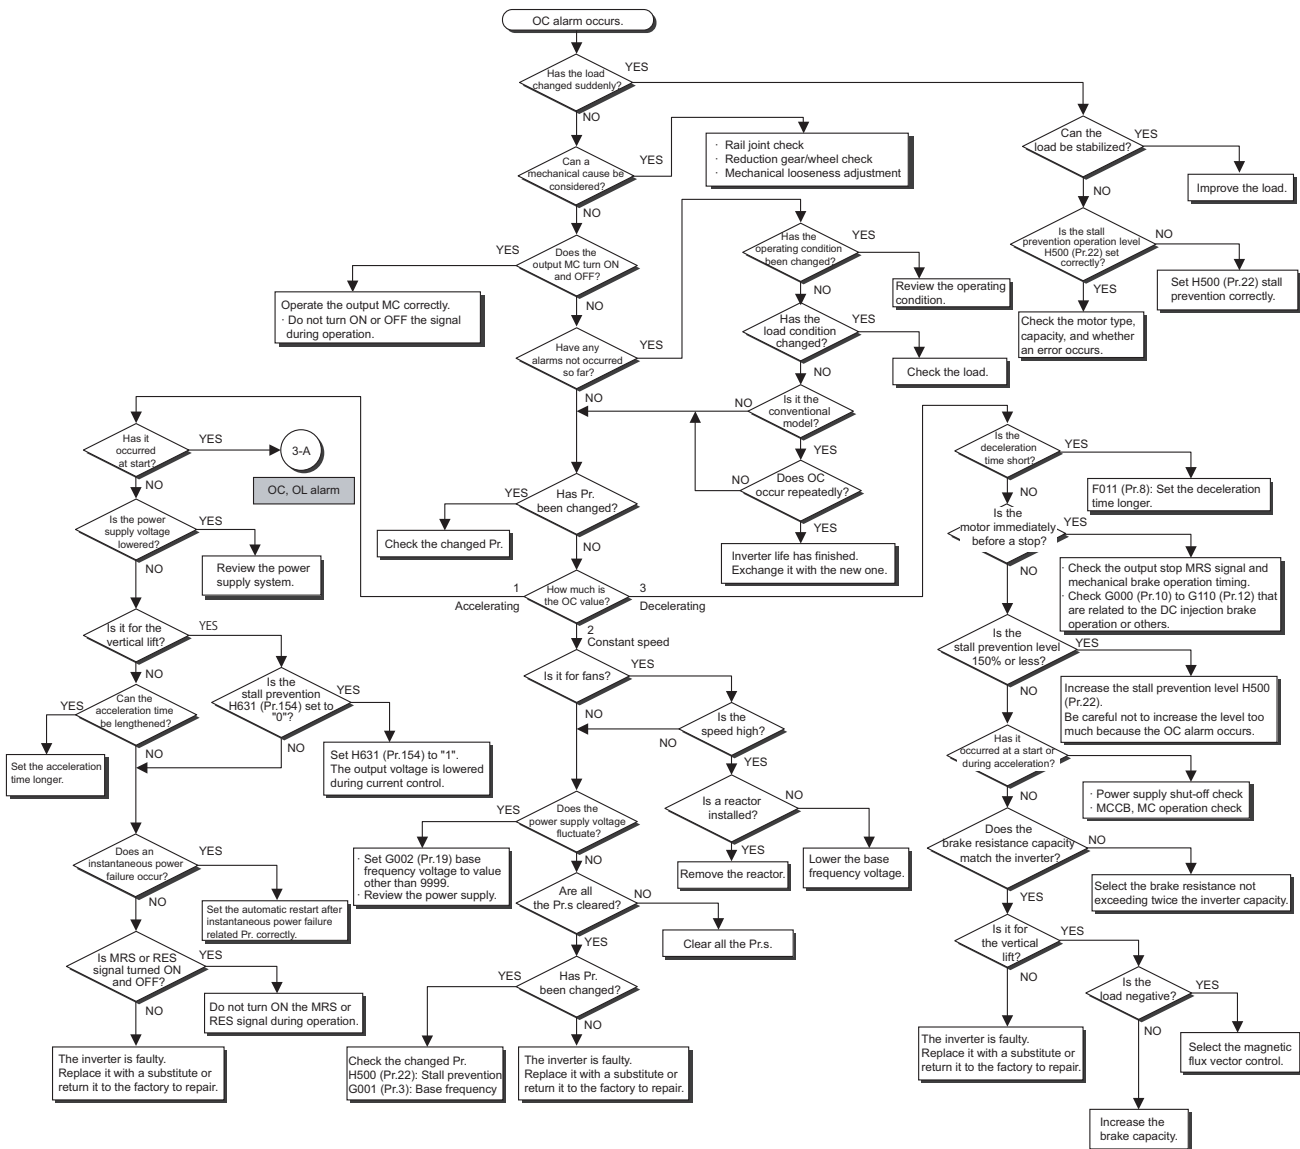 OC alarm occurs.
Has the load
changed suddenly?
YES
NO
Can a
mechanical cause be
considered?
YES
NO
· Rail joint check
· Reduction gear/wheel check
· Mechanical looseness adjustment
Can the
load be stabilized?
YES
NO
Improve the load.
Is the stall
prevention operation level
H500 (Pr.22) set
correctly?
NO
YES
Set H500 (Pr.22) stall
prevention correctly.
Check the motor type,
capacity, and whether
an error occurs.
Does the
output MC turn ON
and OFF?
YES
NO
Operate the output MC correctly.
· Do not turn ON or OFF the signal
during operation.
Have any
alarms not occurred
so far?
YES
NO
Has the
operating condition
been changed?
YES
NO
Review the operating
condition.
Has the
load condition
changed?
YES
NO
Check the load.
Is it the
conventional
model?
NO
YES
Does OC
occur repeatedly?
NO
YES
Inverter life has finished.
Exchange it with the new one.
Has Pr.
been changed?
YES
NO
Check the changed Pr.
How much is
the OC value?
1
Accelerating
2
Constant speed
3
Decelerating
Has it
occurred
at start?
YES
NO
3-A
OC, OL alarm
Is the power
supply voltage
lowered?
YES
NO
Review the power
supply system.
Is it for the
vertical lift?
YES
NO
Can the
acceleration time
be lengthened?
YES
NO
Set the acceleration
time longer.
Is the
stall prevention
H631 (Pr.154) set to
"0"?
YES
NO
Set H631 (Pr.154) to "1".
The output voltage is lowered
during current control.
Does an
instantaneous power
failure occur?
YES
NO
Set the automatic restart after
instantaneous power failure
related Pr. correctly.
Is MRS or RES
signal turned ON
and OFF?
YES
NO
Do not turn ON the MRS or
RES signal during operation.
The inverter is faulty.
Replace it with a substitute or
return it to the factory to repair.
Is it for fans?
YES
NO
Is the
speed high?
NO
YES
Is a reactor
installed?
NO
YES
Remove the reactor.
Lower the base
frequency voltage.
Does the
power supply voltage
fluctuate?
YES
NO
· Set G002 (Pr.19) base
frequency voltage to value
other than 9999.
· Review the power supply.
Are all
the Pr.s cleared?
NO
YES
Clear all the Pr.s.
Has Pr.
been changed?
YES
NO
Check the changed Pr.
H500 (Pr.22): Stall prevention
G001 (Pr.3): Base frequency
The inverter is faulty.
Replace it with a substitute or
return it to the factory to repair.
Is the
deceleration
time short?
YES
NO
F011 (Pr.8): Set the deceleration
time longer.
Is the
motor immediately
before a stop?
YES
NO
· Check the output stop MRS signal and
mechanical brake operation timing.
· Check G000 (Pr.10) to G110 (Pr.12) that
are related to the DC injection brake
operation or others.
Is the
stall prevention level
150% or less?
YES
NO
Increase the stall prevention level H500
(Pr.22).
Be careful not to increase the level too
much because the OC alarm occurs.
Has it
occurred at a start or
during acceleration?
YES
NO
· Power supply shut-off check
· MCCB, MC operation check
Does the
brake resistance capacity
match the inverter?
NO
YES
Select the brake resistance not
exceeding twice the inverter capacity.
Is it for
the vertical
lift?
YES
NO
Is the
load negative?
YES
NO
Select the magnetic
flux vector control.
The inverter is faulty.
Replace it with a substitute or
return it to the factory to repair.
Increase the
brake capacity.